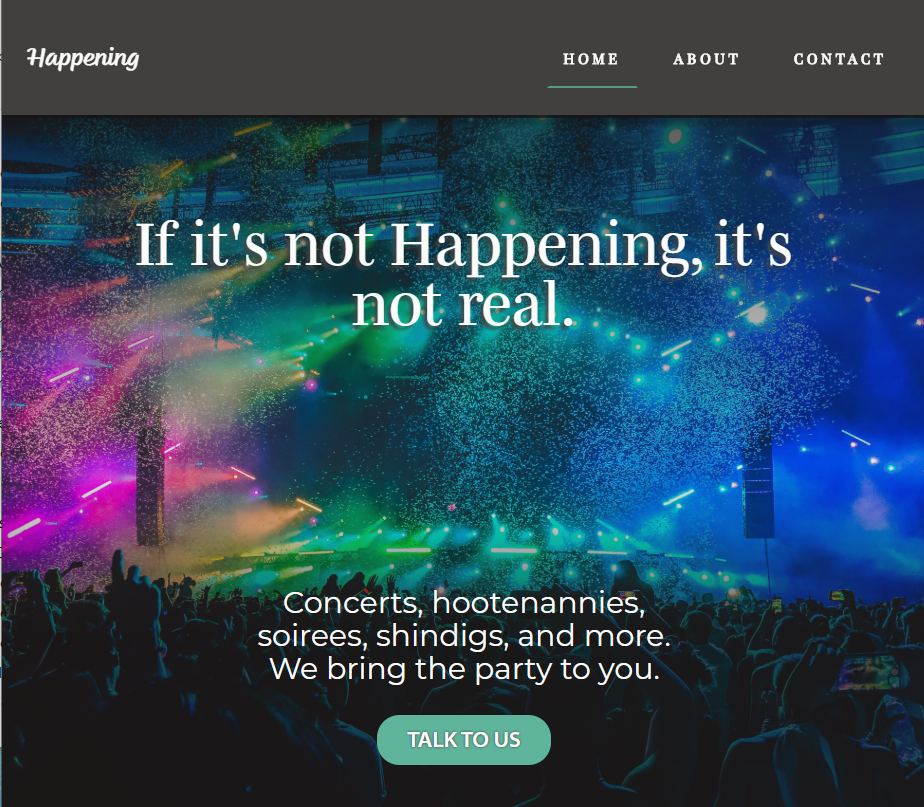 Happening
HOME ABOUT CONTACT
If it's not Happening, it's
not real.
Concerts, hootenannies,
soirees, shindigs, and more.
We bring the party to you.
TALK TO US